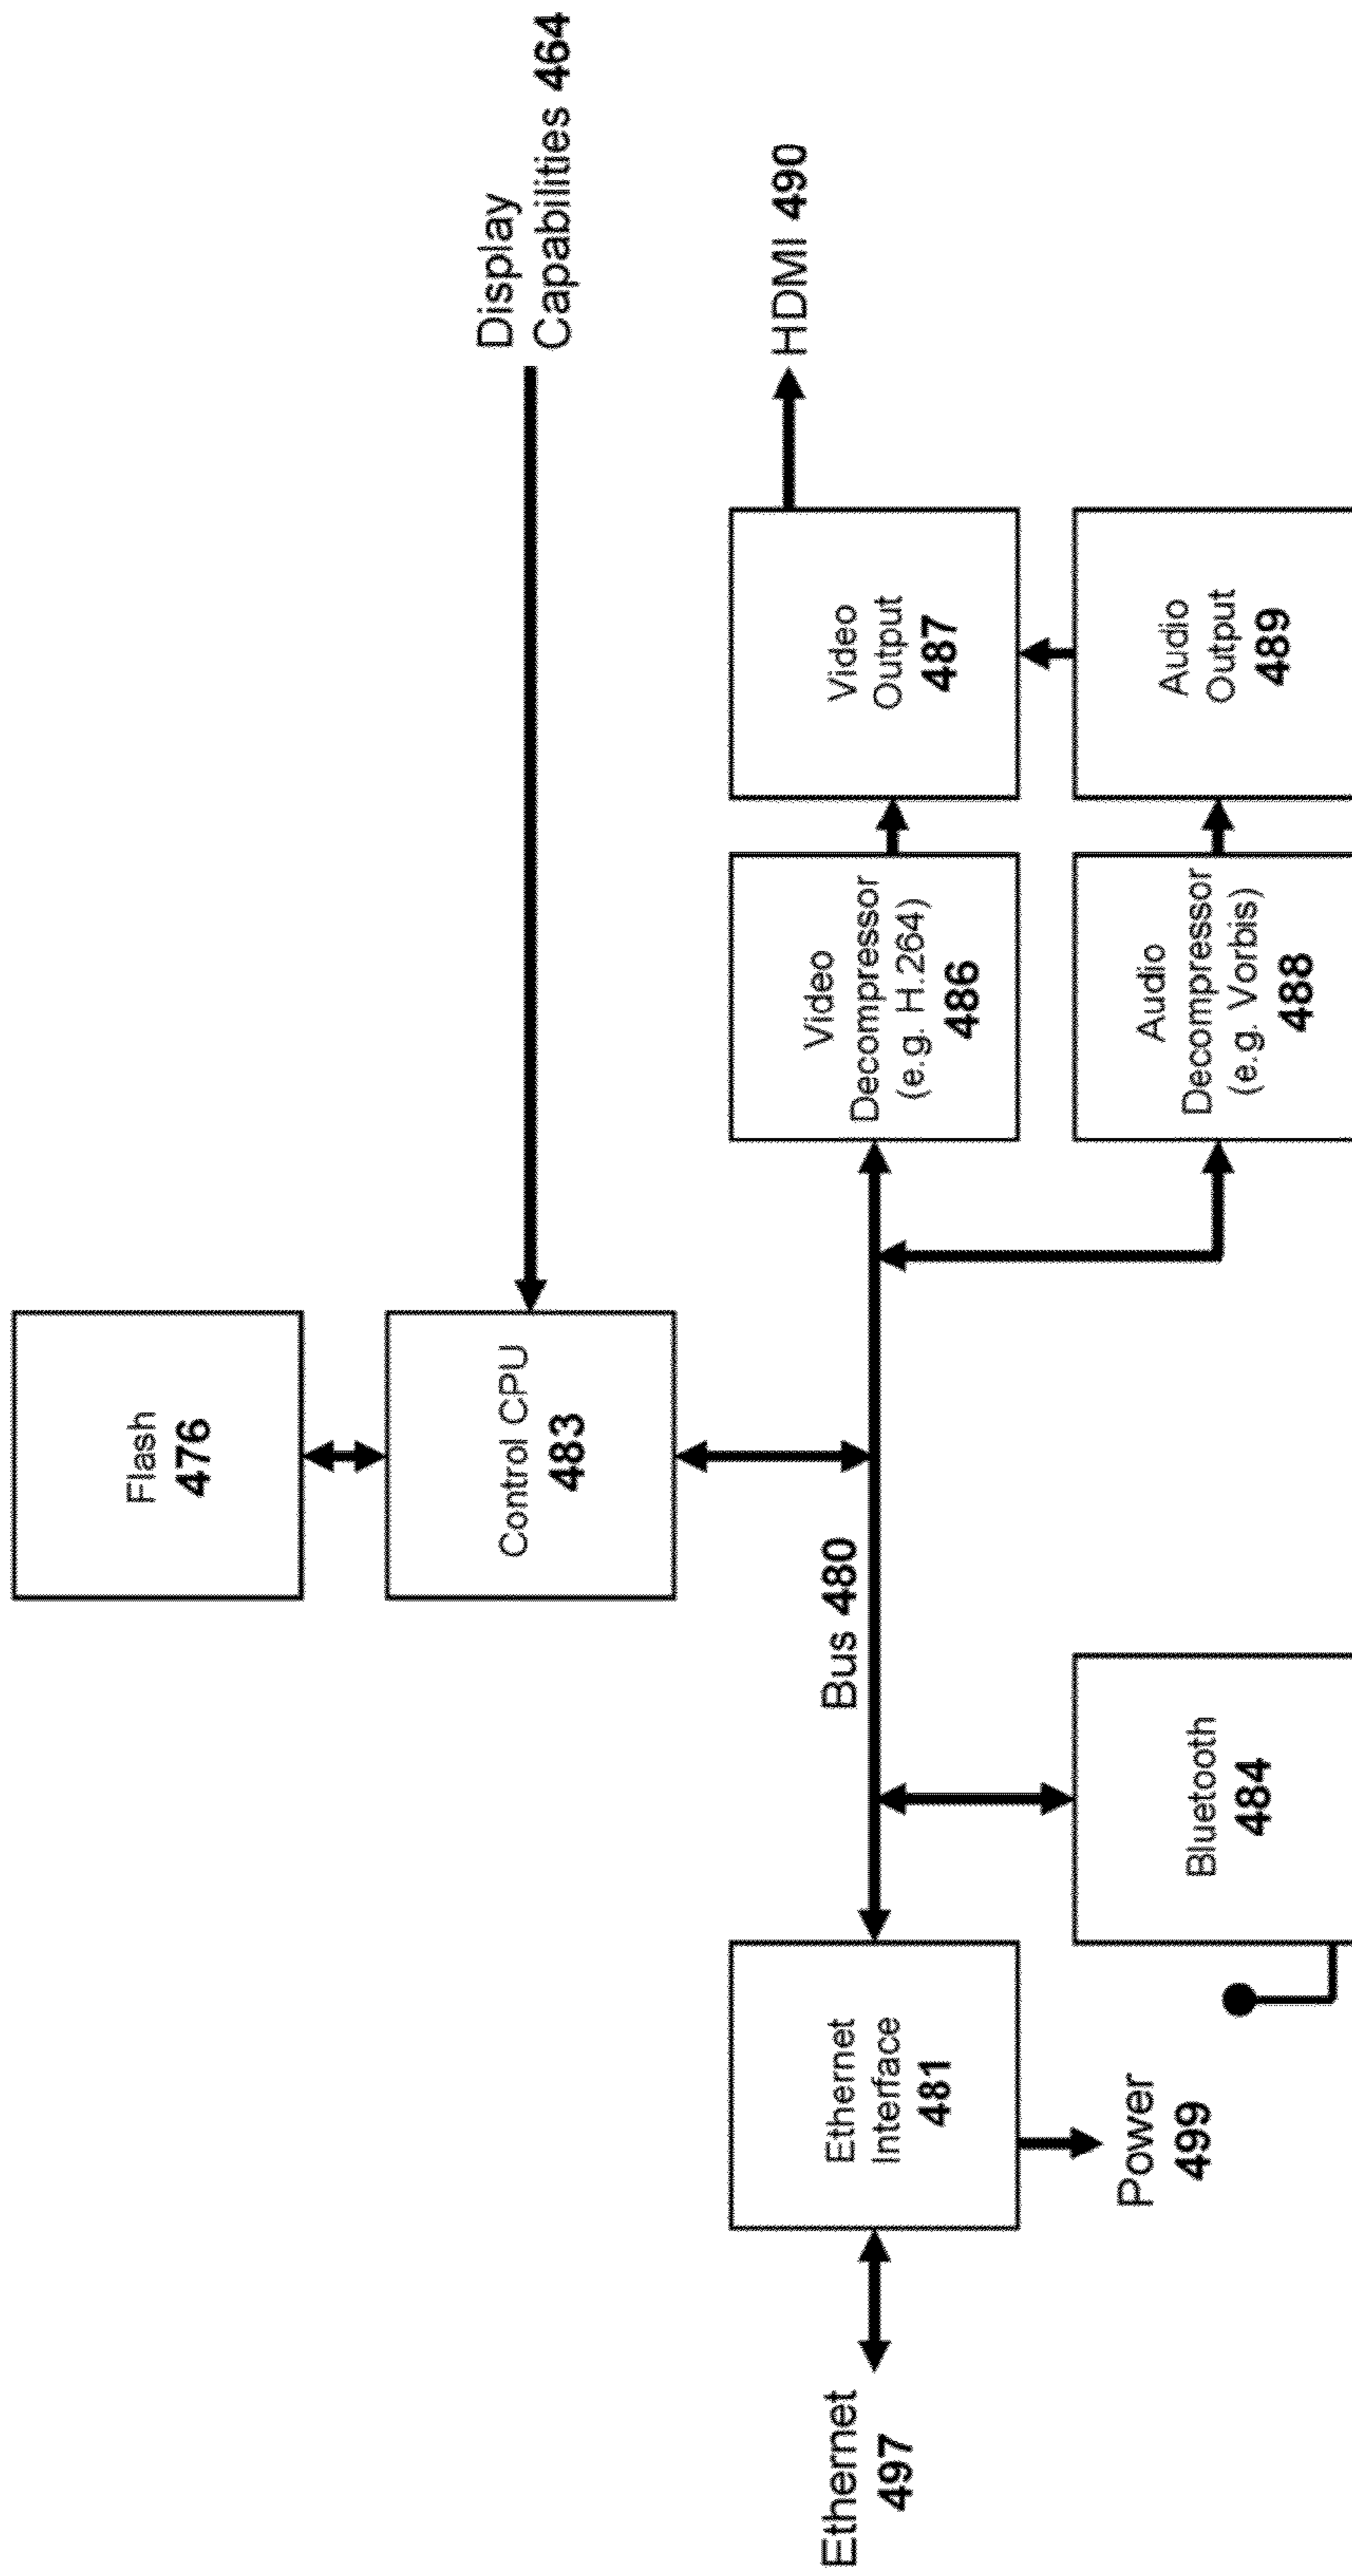 Flash
476
Display
Capabilities 464
Control CPU
483
HDMI 490
Bus 480
Ethernet
497
Ethernet
Interface
481
Video
Decompressor
(e.g. H.264)
486
Video
Output
487
Power
499
Bluetooth
484
Audio
Decompressor
(e.g. Vorbis)
488
Audio
Output
489